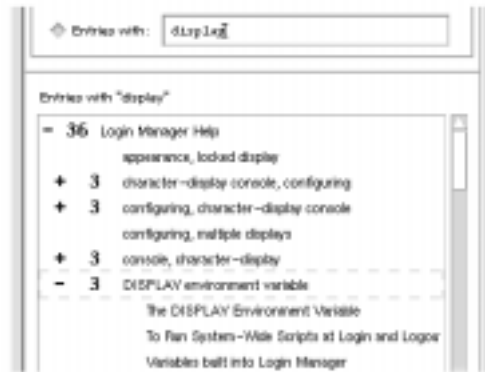 Entries with: display
Entries with "display"
- 36 Login Manager Help
appearance, locked display
+ 3 character-display console, configuring
+ 3 configuring, character-display console
configuring, multiple displays
+ 3 console, character-display
- 3 DISPLAY environment variable
The DISPLAY Environment Variable
To Run System-Wide Scripts at Login and Logou
Variables built into Login Manager